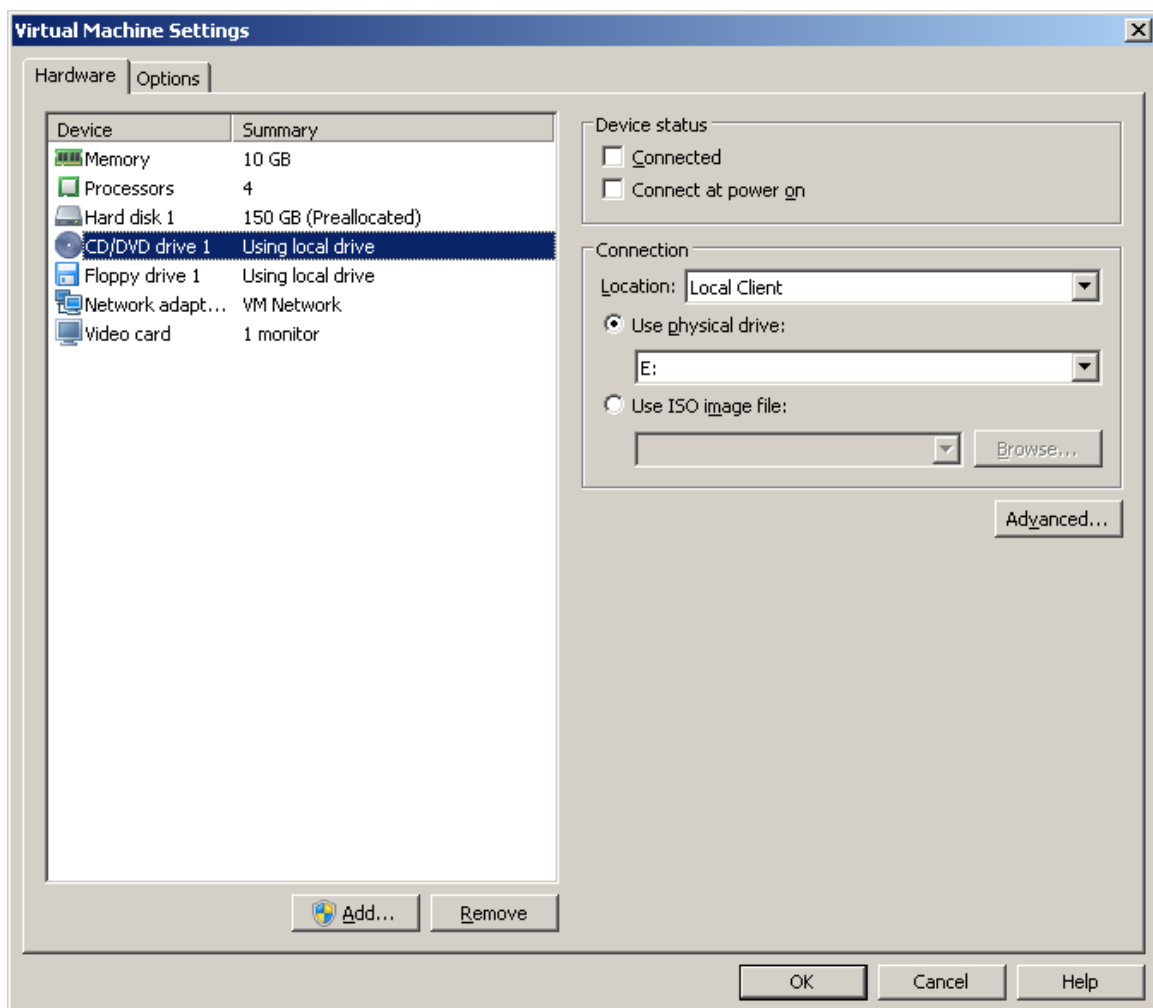 Virtual Machine Settings
Hardware
Options
Device Summary
Memory 10 GB
Processors 4
Hard disk 1 150 GB (Preallocated)
CD/DVD drive 1 Using local drive
Floppy drive 1 Using local drive
Network adapt... VM Network
Video card 1 monitor
Add...
Remove
Device status
Connected
Connect at power on
Connection
Location: Local Client
Use physical drive:
E:
Use ISO image file:
Browse...
Advanced...
OK
Cancel
Help